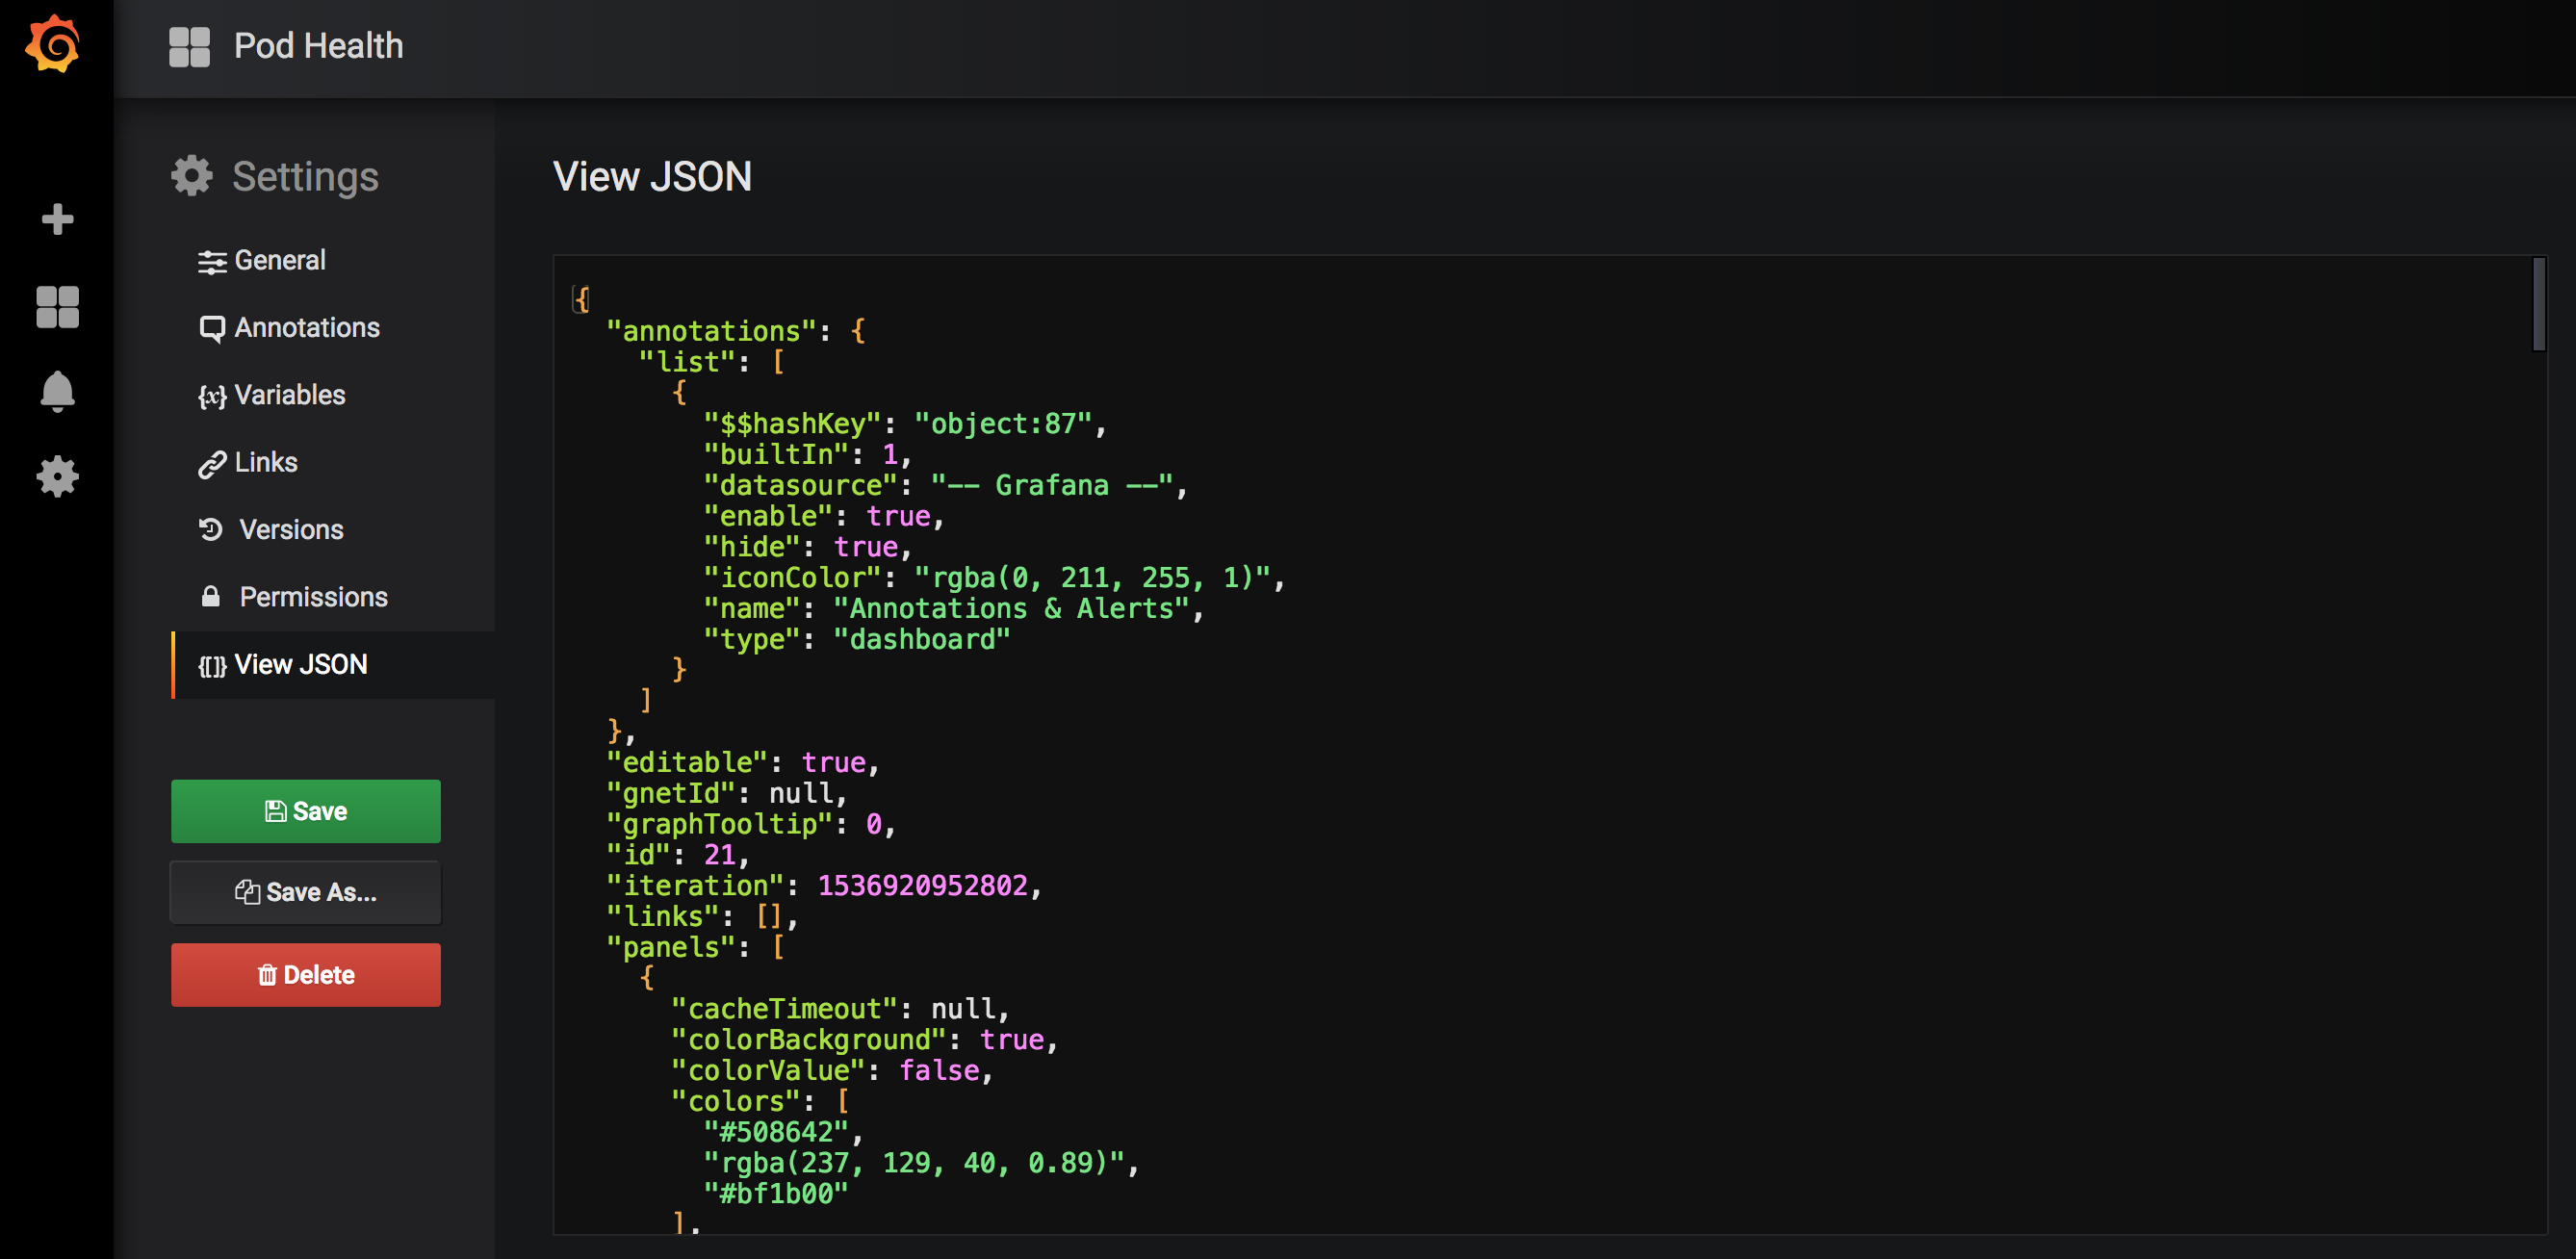 Pod Health
Settings
General
Annotations
{x} Variables
Links
Versions
Permissions
{[]} View JSON
Save
Save As...
Delete
View JSON
{
"annotations": {
"list": [
{
"$$hashKey": "object:87",
"builtIn": 1,
"datasource": "-- Grafana --",
"enable": true,
"hide": true,
"iconColor": "rgba(0, 211, 255, 1)",
"name": "Annotations & Alerts",
"type": "dashboard"
}
]
},
"editable": true,
"gnetId": null,
"graphTooltip": 0,
"id": 21,
"iteration": 1536920952802,
"links": [],
"panels": [
{
"cacheTimeout": null,
"colorBackground": true,
"colorValue": false,
"colors": [
"#508642",
"rgba(237, 129, 40, 0.89)",
"#bf1b00"
],